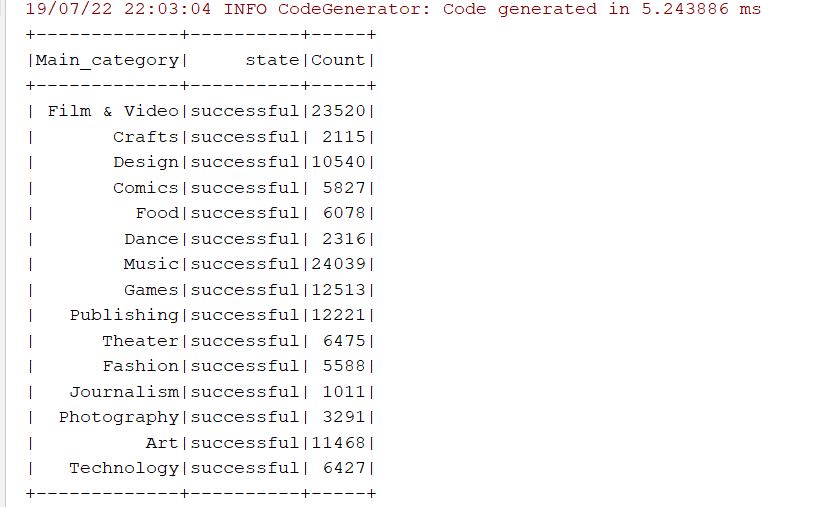 19/07/22 22:03:04 INFO CodeGenerator: Code generated in 5.243886 ms
+-------------+----------+-----+
|Main_category|     state|Count|
+-------------+----------+-----+
| Film & Video|successful|23520|
|       Crafts|successful| 2115|
|       Design|successful|10540|
|       Comics|successful| 5827|
|         Food|successful| 6078|
|        Dance|successful| 2316|
|        Music|successful|24039|
|        Games|successful|12513|
|   Publishing|successful|12221|
|      Theater|successful| 6475|
|      Fashion|successful| 5588|
|   Journalism|successful| 1011|
|  Photography|successful| 3291|
|          Art|successful|11468|
|   Technology|successful| 6427|
+-------------+----------+-----+